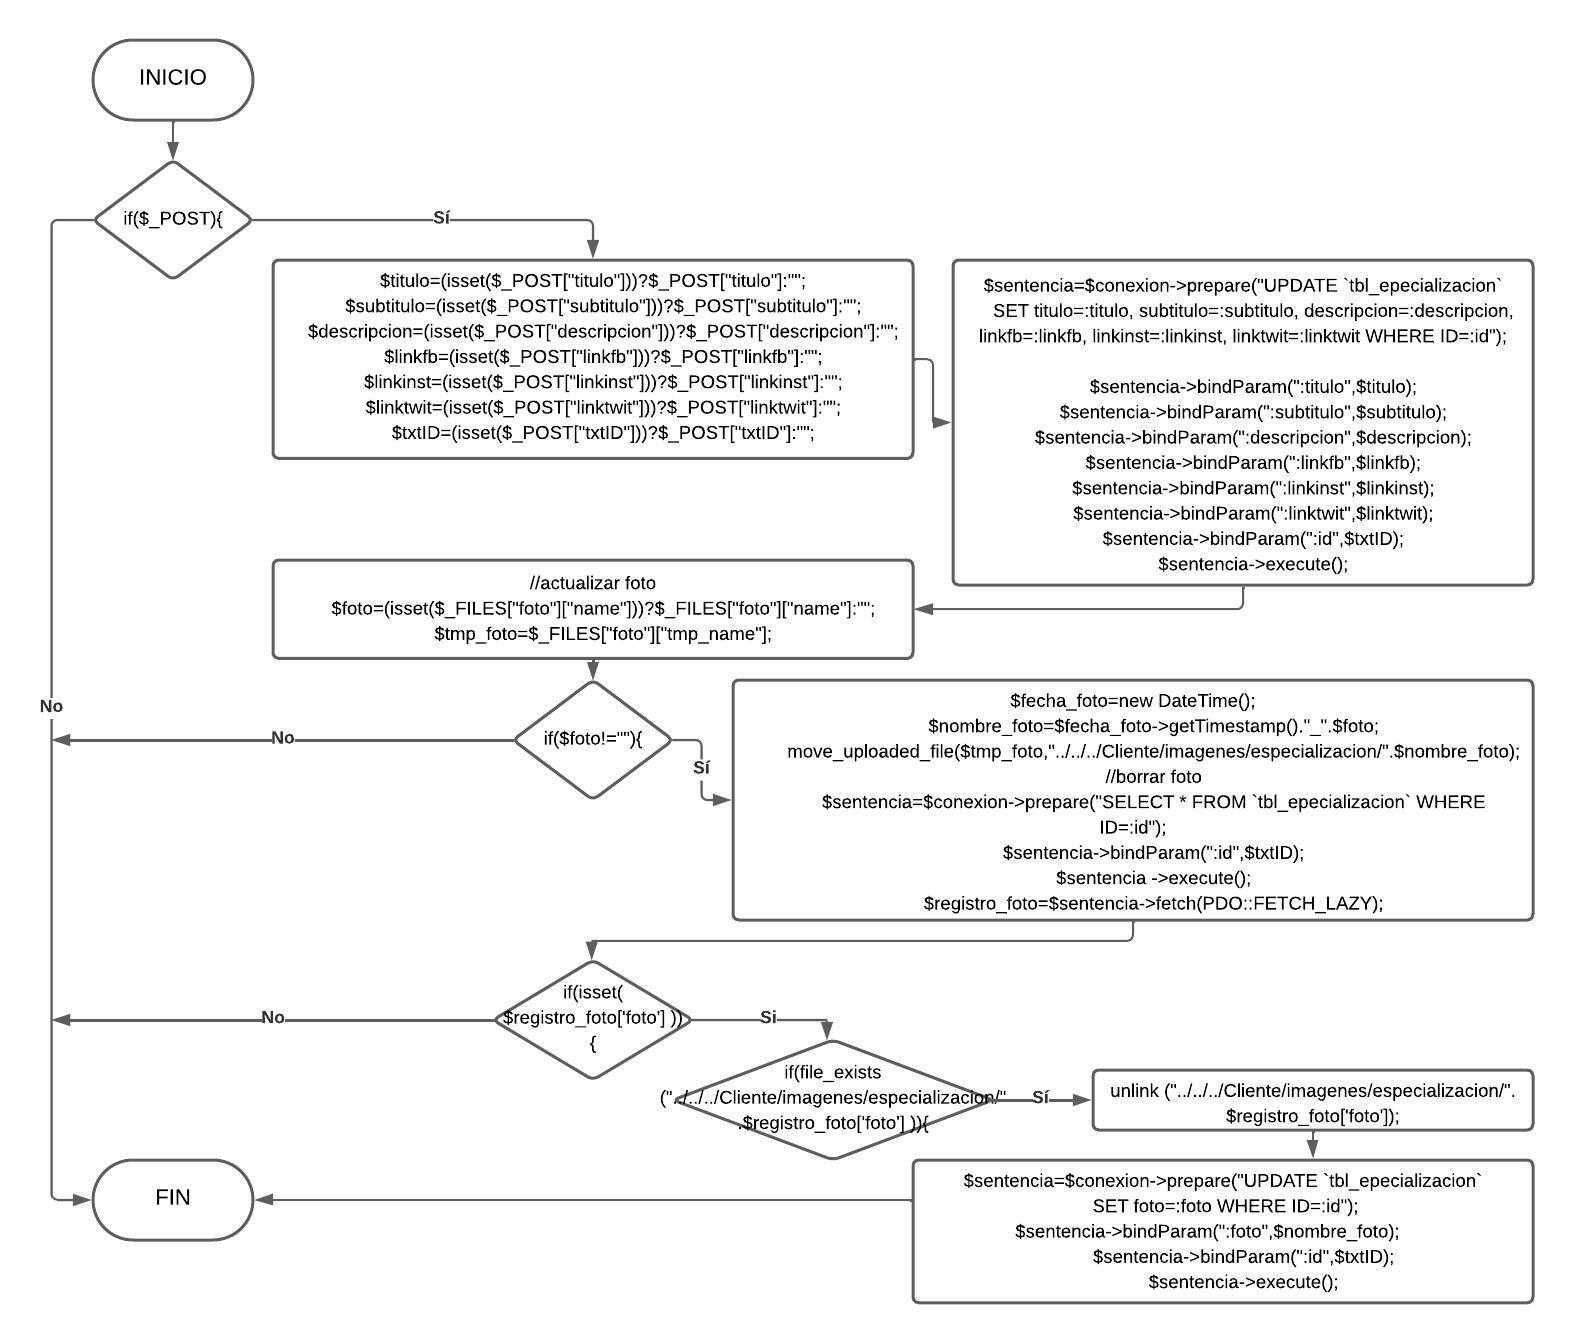 INICIO
if($_POST){
Sí
No
$titulo=(isset($_POST["titulo"]))?$_POST["titulo"]:"";
$subtitulo=(isset($_POST["subtitulo"]))?$_POST["subtitulo"]:"";
$descripcion=(isset($_POST["descripcion"]))?$_POST["descripcion"]:"";
$linkfb=(isset($_POST["linkfb"]))?$_POST["linkfb"]:"";
$linkinst=(isset($_POST["linkinst"]))?$_POST["linkinst"]:"";
$linktwit=(isset($_POST["linktwit"]))?$_POST["linktwit"]:"";
$txtID=(isset($_POST["txtID"]))?$_POST["txtID"]:"";
$sentencia=$conexion->prepare("UPDATE `tbl_epecializacion`
SET titulo=:titulo, subtitulo=:subtitulo, descripcion=:descripcion,
linkfb=:linkfb, linkinst=:linkinst, linktwit=:linktwit WHERE ID=:id");
$sentencia->bindParam(":titulo",$titulo);
$sentencia->bindParam(":subtitulo",$subtitulo);
$sentencia->bindParam(":descripcion",$descripcion);
$sentencia->bindParam(":linkfb",$linkfb);
$sentencia->bindParam(":linkinst",$linkinst);
$sentencia->bindParam(":linktwit",$linktwit);
$sentencia->bindParam(":id",$txtID);
$sentencia->execute();
//actualizar foto
$foto=(isset($_FILES["foto"]["name"]))?$_FILES["foto"]["name"]:"";
$tmp_foto=$_FILES["foto"]["tmp_name"];
if($foto!=""){
No
Sí
$fecha_foto=new DateTime();
$nombre_foto=$fecha_foto->getTimestamp()."_".$foto;
move_uploaded_file($tmp_foto,"../../../Cliente/imagenes/especializacion/".$nombre_foto);
//borrar foto
$sentencia=$conexion->prepare("SELECT * FROM `tbl_epecializacion` WHERE
ID=:id");
$sentencia->bindParam(":id",$txtID);
$sentencia ->execute();
$registro_foto=$sentencia->fetch(PDO::FETCH_LAZY);
if(isset(
$registro_foto['foto'] ))
{
No
Si
if(file_exists
("../../../Cliente/imagenes/especializacion/"
.$registro_foto['foto'] )){
Sí
unlink ("../../../Cliente/imagenes/especializacion/".
$registro_foto['foto']);
$sentencia=$conexion->prepare("UPDATE `tbl_epecializacion`
SET foto=:foto WHERE ID=:id");
$sentencia->bindParam(":foto",$nombre_foto);
$sentencia->bindParam(":id",$txtID);
$sentencia->execute();
FIN